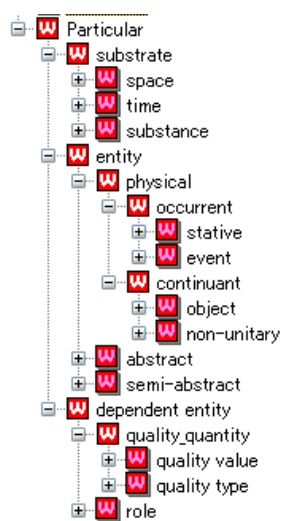 Particular
substrate
space
time
substance
entity
physical
occurrent
stative
event
continuant
object
non-unitary
abstract
semi-abstract
dependent entity
quality_quantity
quality value
quality type
role